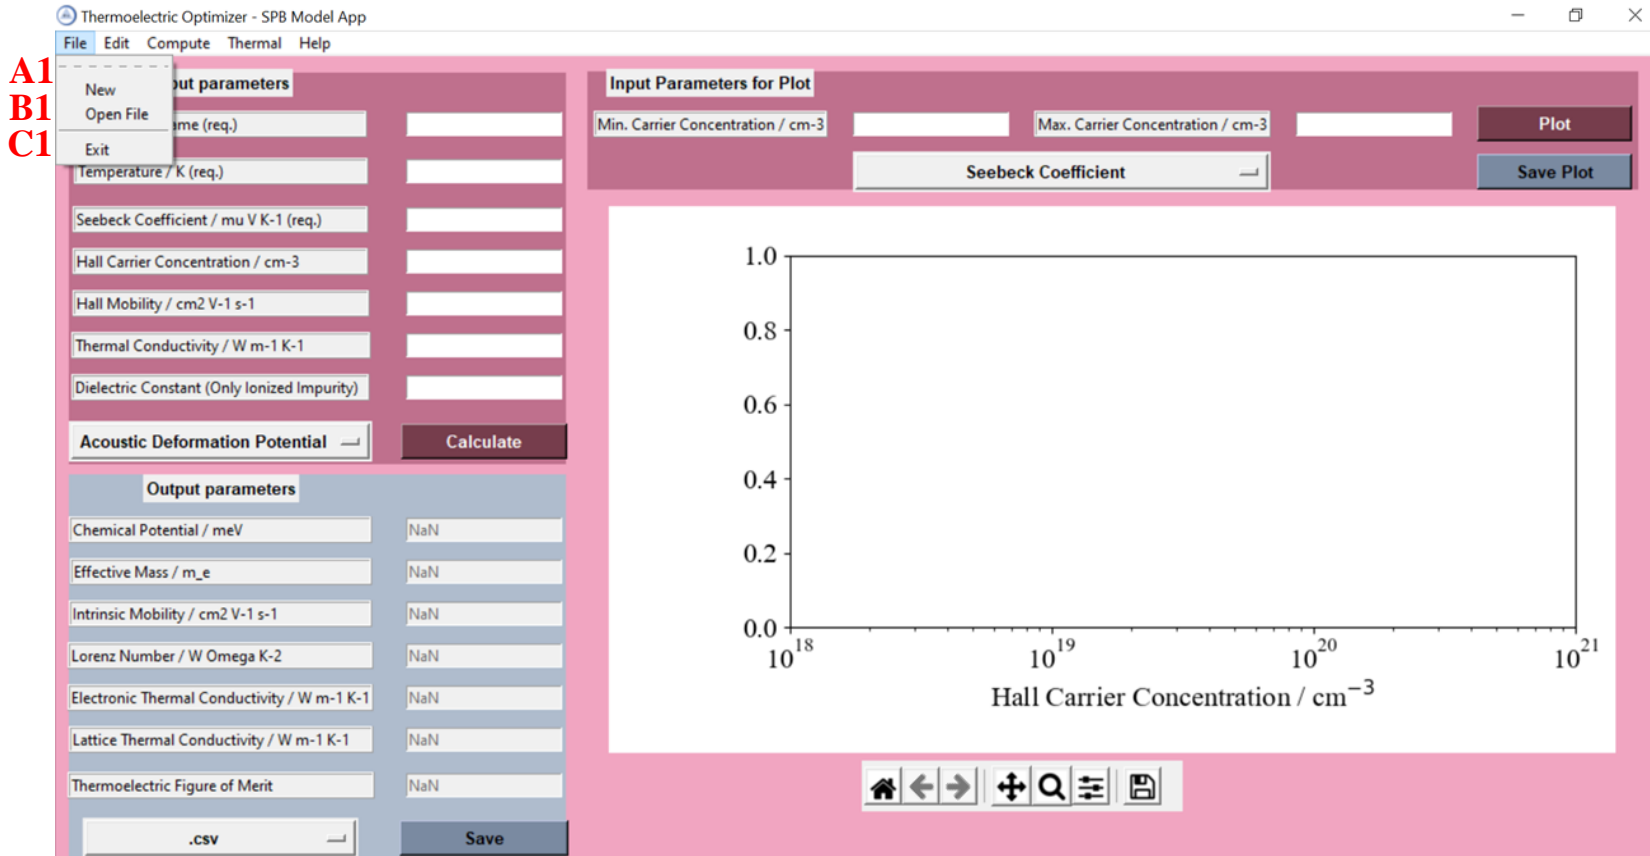 Thermoelectric Optimizer - SPB Model App
File Edit Compute Thermal Help
A1
New
B1
Open File
C1
Exit
parameters
(req.)
Temperature / K (req.)
Seebeck Coefficient / mu V K-1 (req.)
Hall Carrier Concentration / cm-3
Hall Mobility / cm2 V-1 s-1
Thermal Conductivity / W m-1 K-1
Dielectric Constant (Only Ionized Impurity)
Acoustic Deformation Potential
Calculate
Output parameters
Chemical Potential / meV NaN
Effective Mass / m_e NaN
Intrinsic Mobility / cm2 V-1 s-1 NaN
Lorenz Number / W Omega K-2 NaN
Electronic Thermal Conductivity / W m-1 K-1 NaN
Lattice Thermal Conductivity / W m-1 K-1 NaN
Thermoelectric Figure of Merit NaN
.csv Save
Input Parameters for Plot
Min. Carrier Concentration / cm-3 Max. Carrier Concentration / cm-3 Plot
Seebeck Coefficient Save Plot
1.0
0.8
0.6
0.4
0.2
0.0
10^18 10^19 10^20 10^21
Hall Carrier Concentration / cm^−3